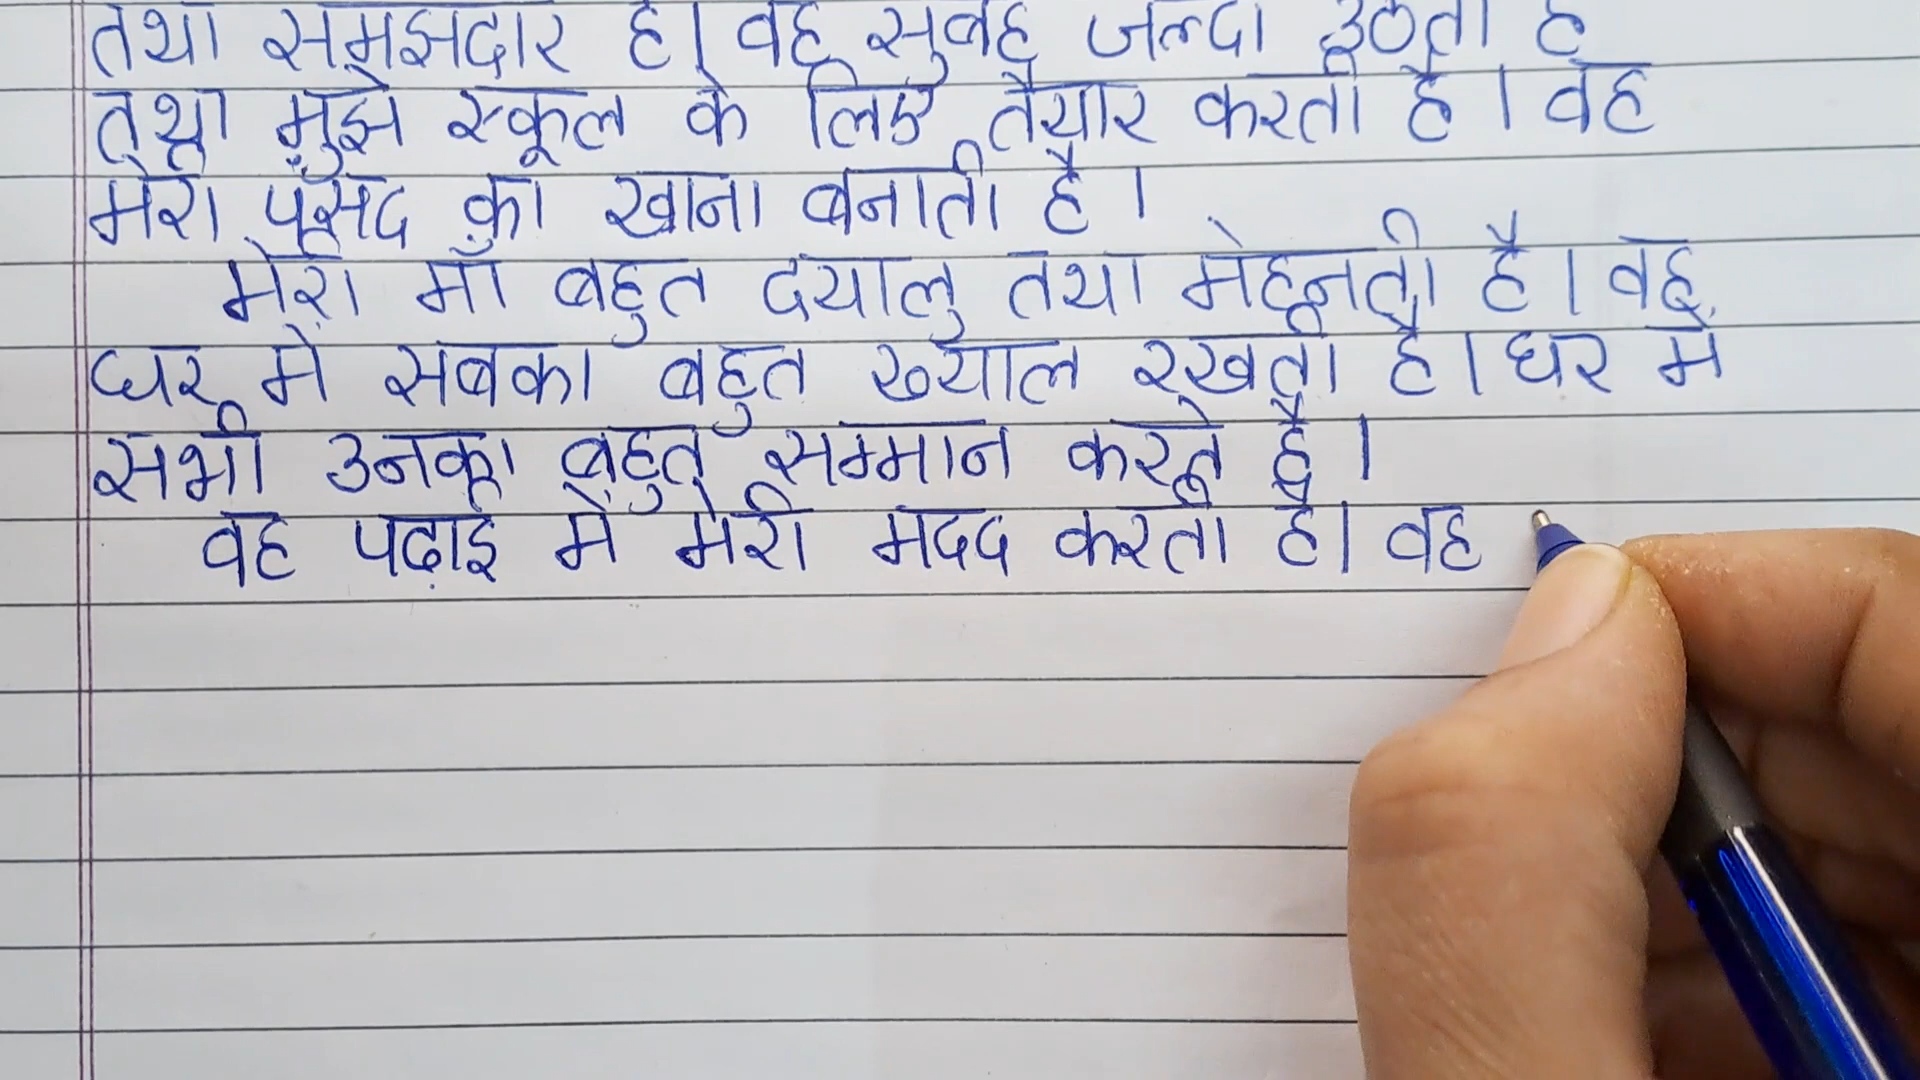 तथा समझदार है। वह सुबह जल्दी उठती है
तथा मुझे स्कूल के लिए तैयार करती है। वह
मेरी पसंद का खाना बनाती है।
मेरी माँ बहुत दयालु तथा मेहनती है। वह
घर में सबका बहुत ख्याल रखती है। घर में
सभी उनका बहुत सम्मान करते है।
वह पढ़ाई में मेरी मदद करती है। वह